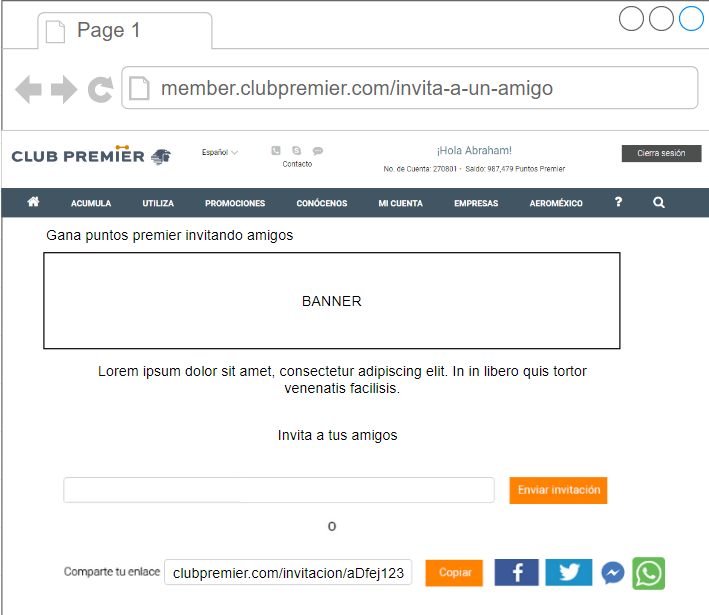 Page 1
member.clubpremier.com/invita-a-un-amigo
CLUB PREMIER
Español
Contacto
¡Hola Abraham!
No. de Cuenta: 270801 - Saldo: 987,479 Puntos Premier
Cierra sesión
ACUMULA UTILIZA PROMOCIONES CONÓCENOS MI CUENTA EMPRESAS AEROMÉXICO ?
Gana puntos premier invitando amigos
BANNER
Lorem ipsum dolor sit amet, consectetur adipiscing elit. In in libero quis tortor
venenatis facilisis.
Invita a tus amigos
Enviar invitación
O
Comparte tu enlace clubpremier.com/invitacion/aDfej123 Copiar